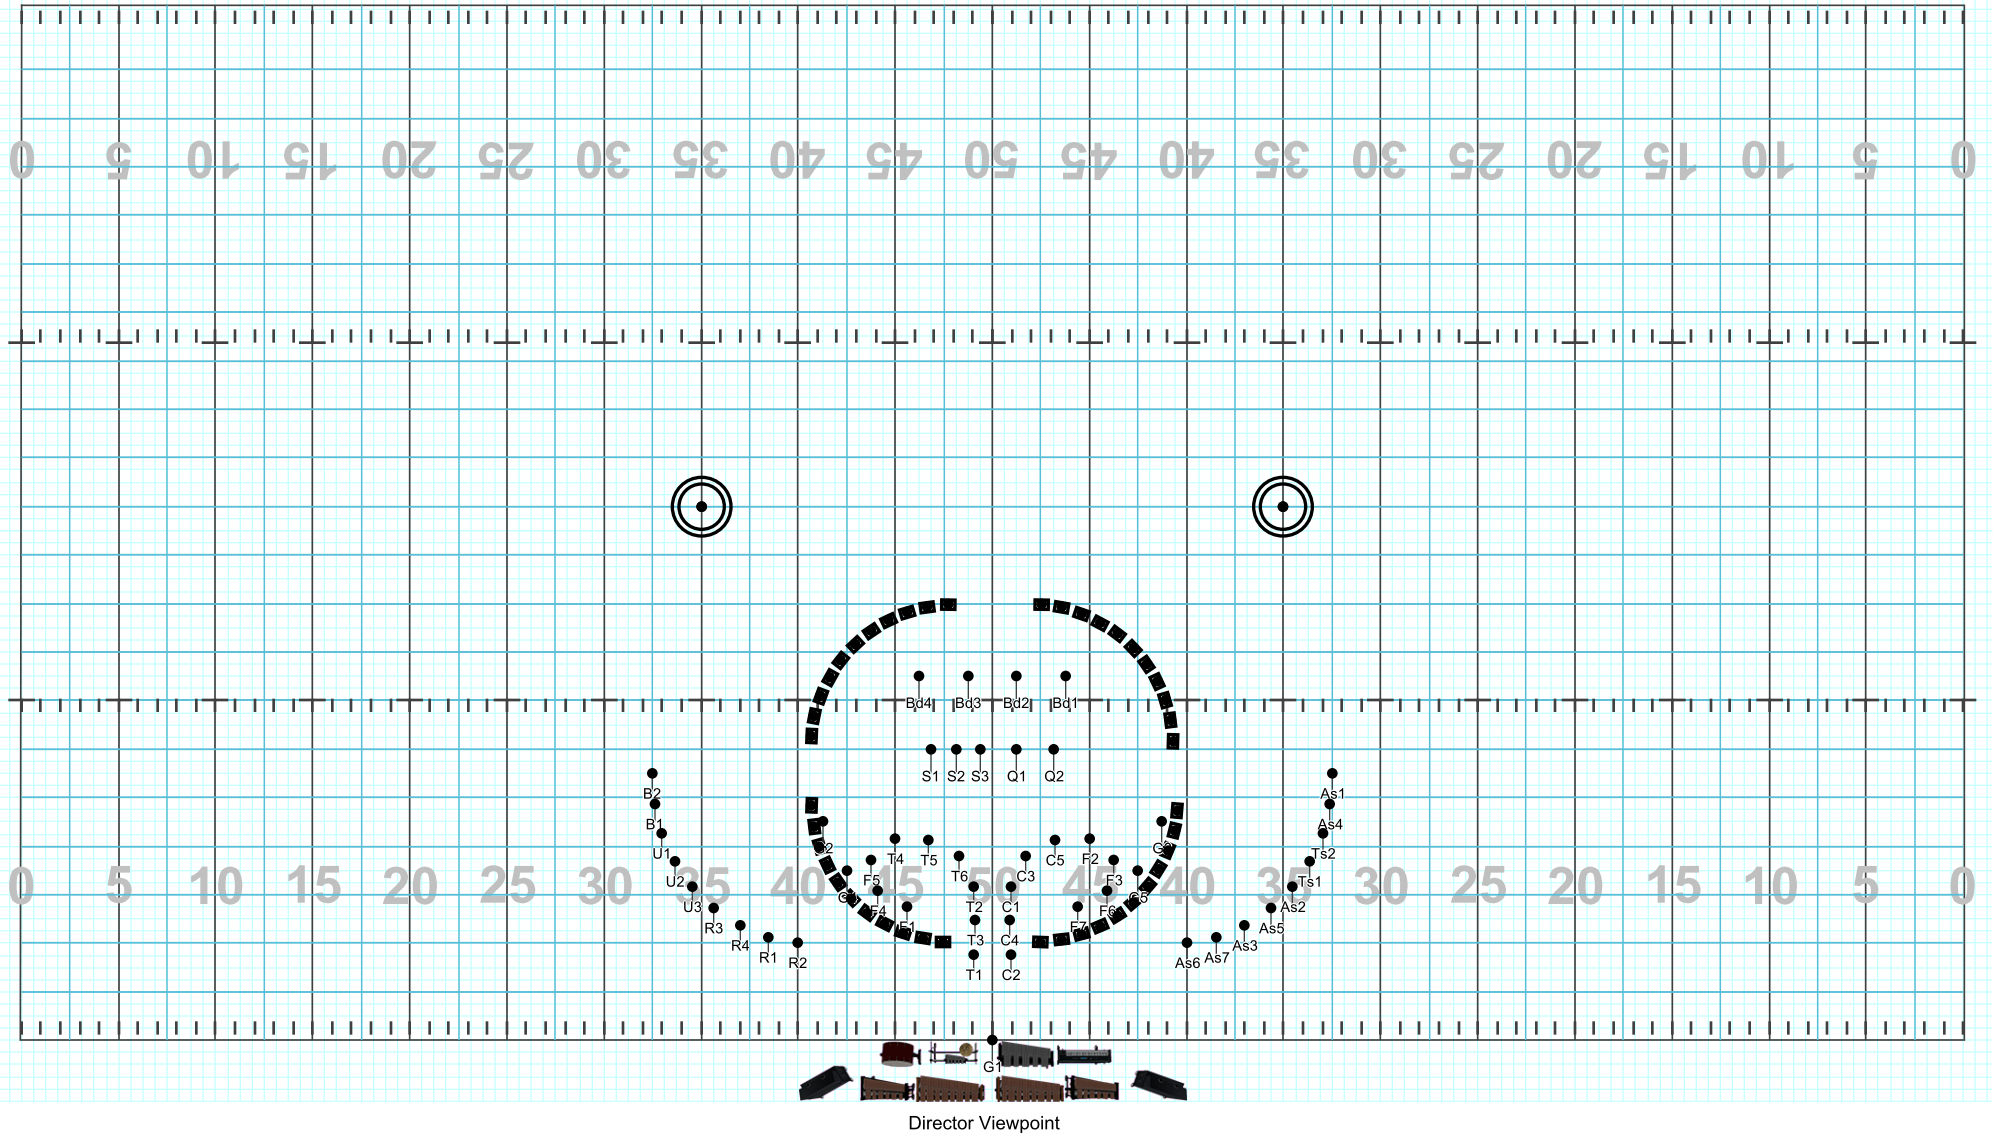 0 5 10 15 20 25 30 35 40 45 50 45 40 35 30 25 20 15 10 5 0
Bd4 Bd3 Bd2 Bd1
S1 S2 S3 Q1 Q2
B2 As1
B1 As4
U1 T4 T5 C5 F2 Ts2
U2 F5 T6 C3 F3 Ts1
0 5 10 15 20 25 30 35 40 45 50 45 40 35 30 25 20 15 10 5 0
U3 F4 T2 C1 F6 G5 As2
R3 F1 F7 As5
R4 T3 C4 As3
R1 R2 As6 As7
T1 C2
G1
Director Viewpoint